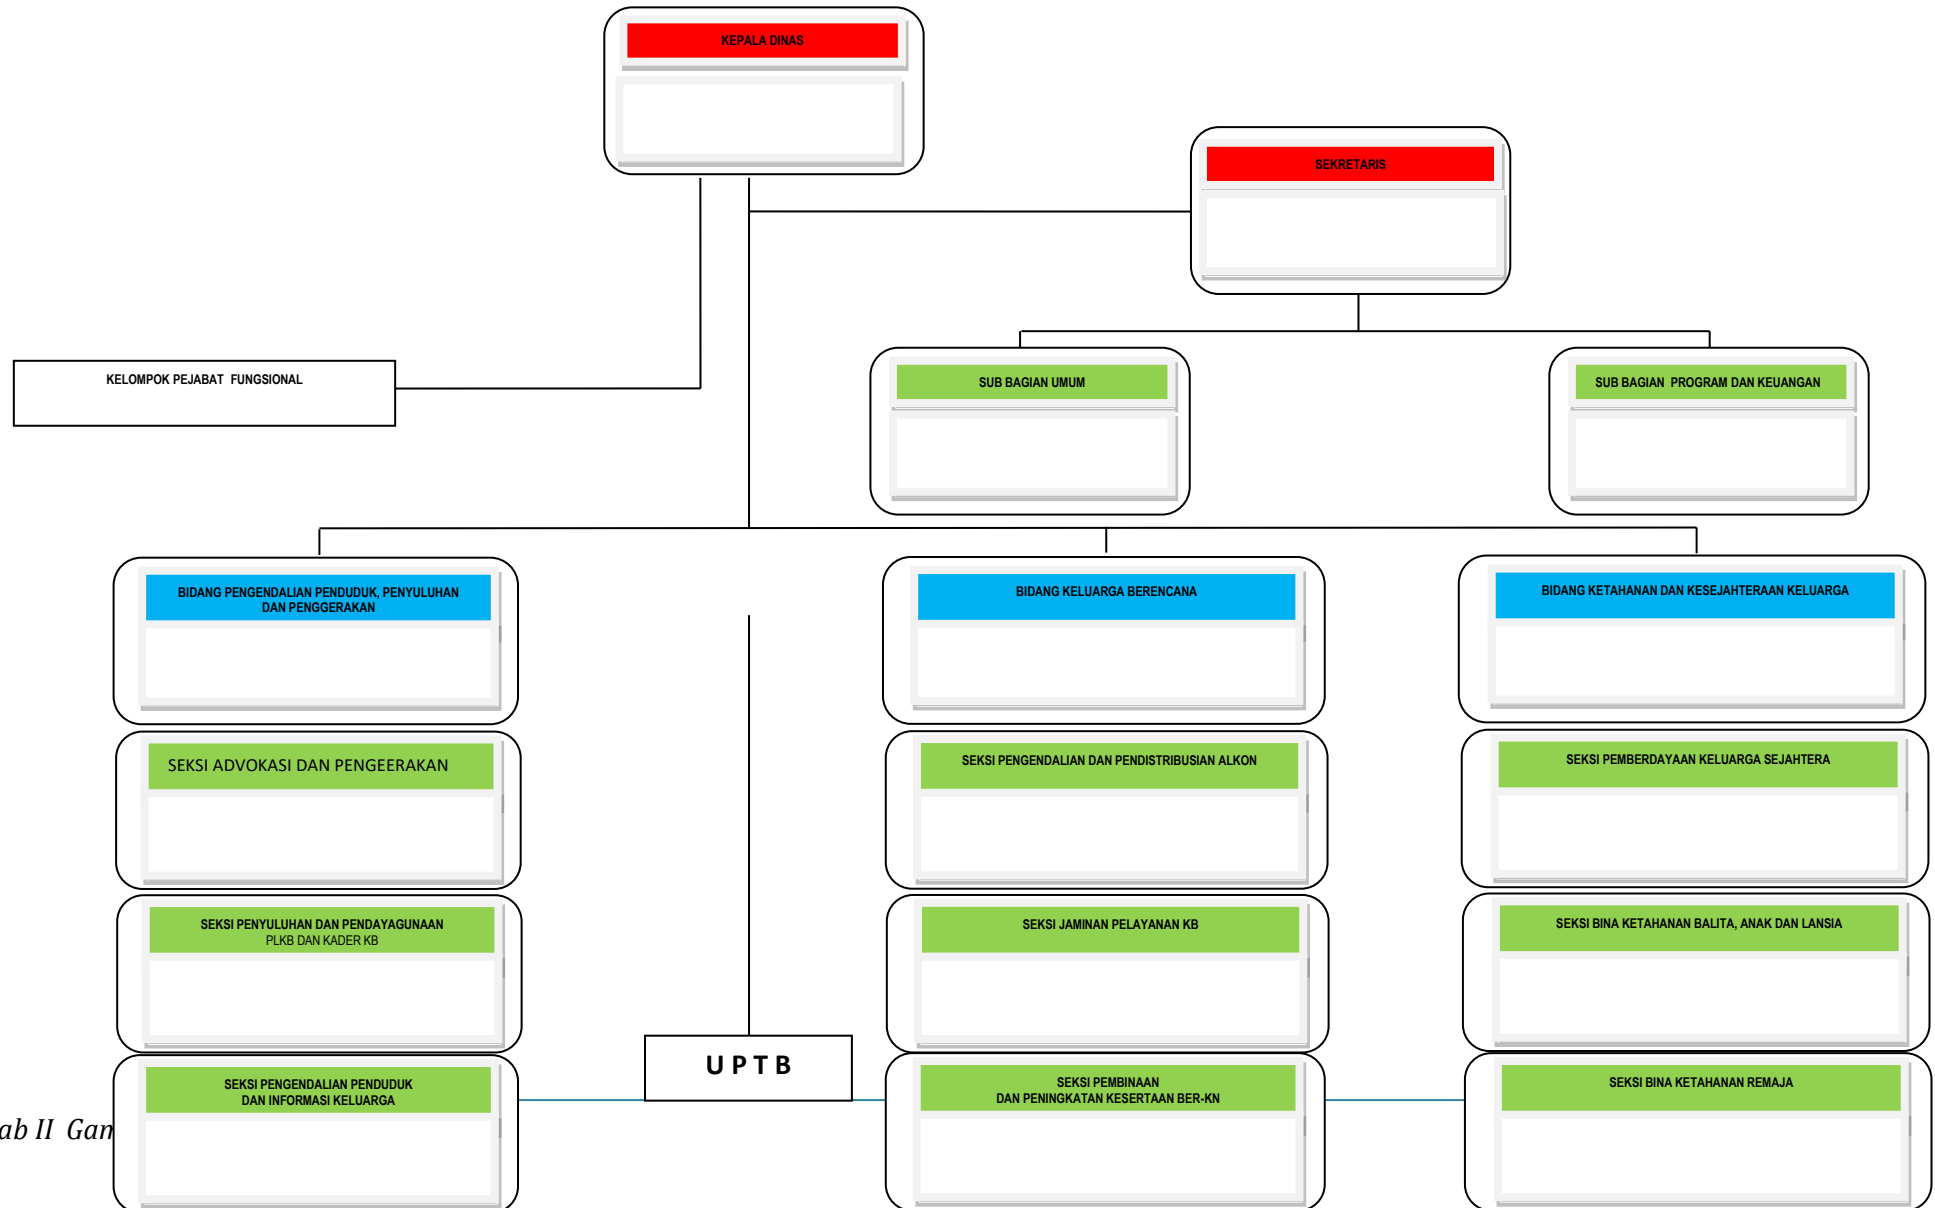 KEPALA DINAS
SEKRETARIS
KELOMPOK PEJABAT FUNGSIONAL
SUB BAGIAN UMUM
SUB BAGIAN PROGRAM DAN KEUANGAN
BIDANG PENGENDALIAN PENDUDUK, PENYULUHAN
DAN PENGGERAKAN
BIDANG KELUARGA BERENCANA
BIDANG KETAHANAN DAN KESEJAHTERAAN KELUARGA
SEKSI ADVOKASI DAN PENGEERAKAN
SEKSI PENGENDALIAN DAN PENDISTRIBUSIAN ALKON
SEKSI PEMBERDAYAAN KELUARGA SEJAHTERA
SEKSI PENYULUHAN DAN PENDAYAGUNAAN
PLKB DAN KADER KB
SEKSI JAMINAN PELAYANAN KB
SEKSI BINA KETAHANAN BALITA, ANAK DAN LANSIA
U P T B
SEKSI PENGENDALIAN PENDUDUK
DAN INFORMASI KELUARGA
SEKSI PEMBINAAN
DAN PENINGKATAN KESERTAAN BER-KN
SEKSI BINA KETAHANAN REMAJA
ab II Gam